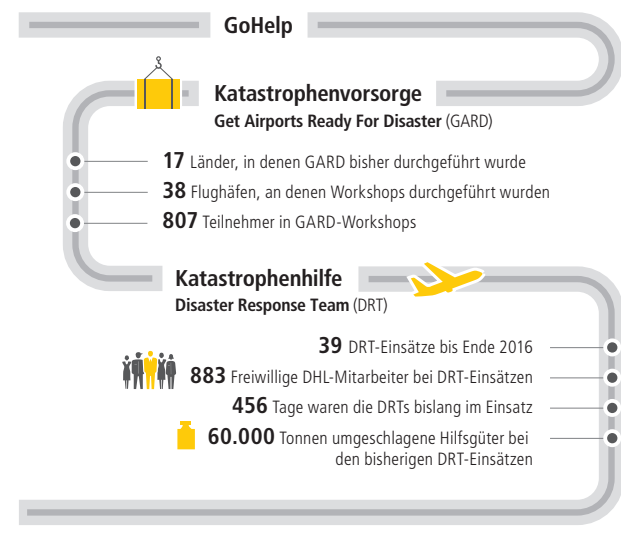 GoHelp
Katastrophenvorsorge
Get Airports Ready For Disaster (GARD)
17 Länder, in denen GARD bisher durchgeführt wurde
38 Flughäfen, an denen Workshops durchgeführt wurden
807 Teilnehmer in GARD-Workshops
Katastrophenhilfe
Disaster Response Team (DRT)
39 DRT-Einsätze bis Ende 2016
883 Freiwillige DHL-Mitarbeiter bei DRT-Einsätzen
456 Tage waren die DRTs bislang im Einsatz
60.000 Tonnen umgeschlagene Hilfsgüter bei
den bisherigen DRT-Einsätzen